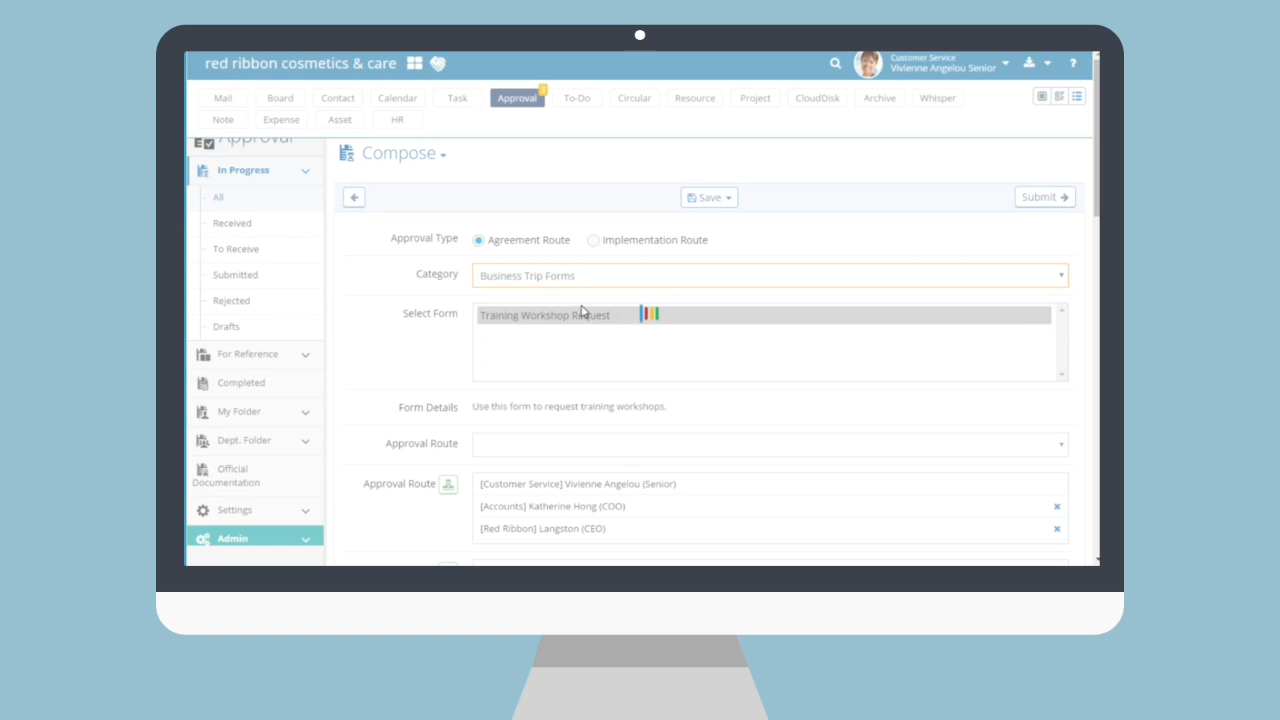 red ribbon cosmetics & care
Customer Service
Vivienne Angelou Senior
?
Mail Board Contact Calendar Task Approval To-Do Circular Resource Project CloudDisk Archive Whisper
Note Expense Asset HR
Approval
Compose
In Progress
All
Received
To Receive
Submitted
Rejected
Drafts
For Reference
Completed
My Folder
Dept. Folder
Official
Documentation
Settings
Admin
Save
Submit
Approval Type Agreement Route Implementation Route
Category Business Trip Forms
Select Form Training Workshop Request
Form Details Use this form to request training workshops.
Approval Route
Approval Route [Customer Service] Vivienne Angelou (Senior)
[Accounts] Katherine Hong (COO)
[Red Ribbon] Langston (CEO)